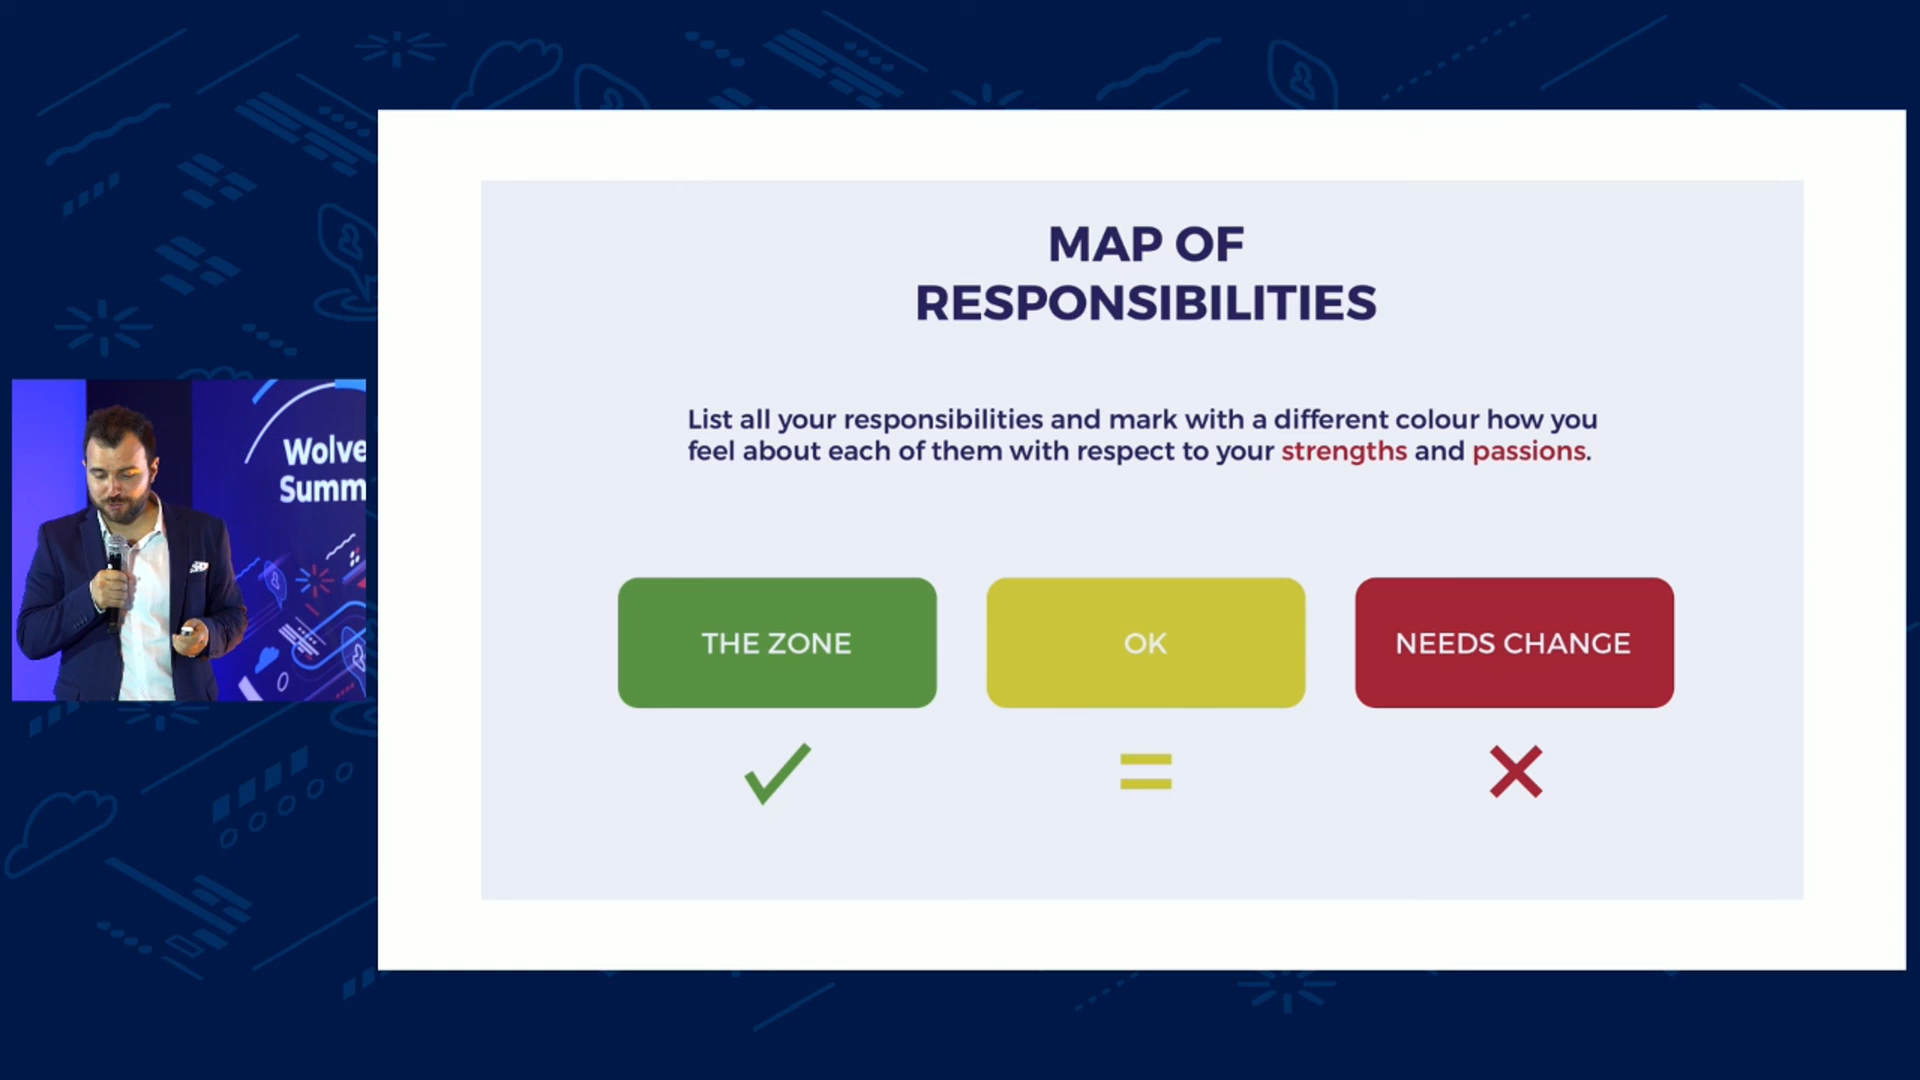 MAP OF
RESPONSIBILITIES
List all your responsibilities and mark with a different colour how you
feel about each of them with respect to your strengths and passions.
THE ZONE
OK
NEEDS CHANGE
Wolve
Summ